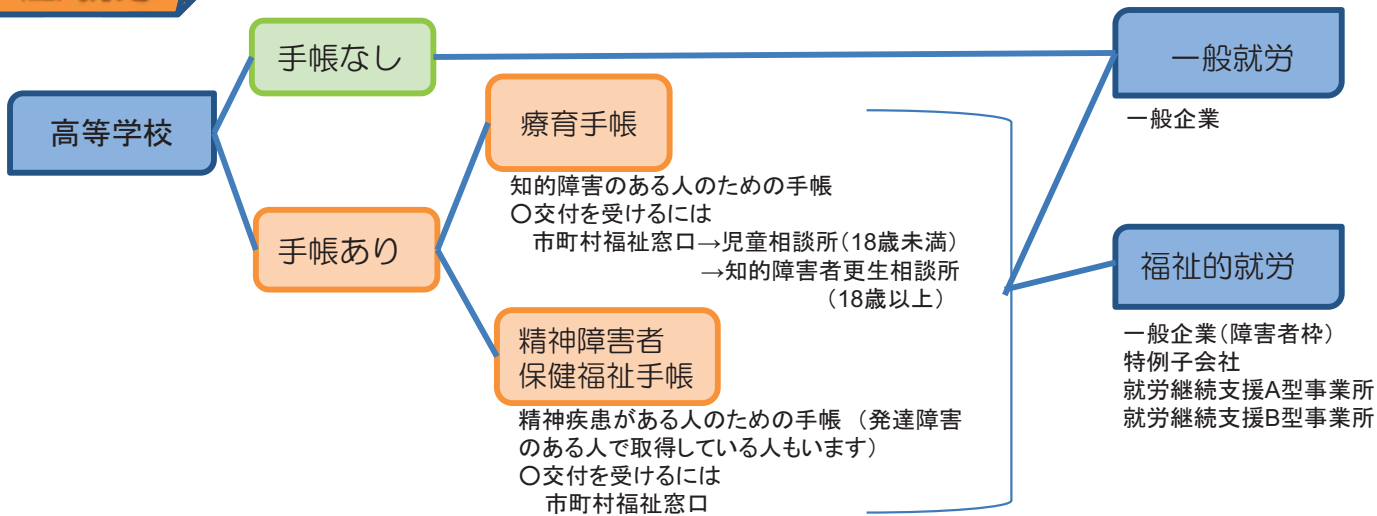 高等学校
手帳なし
手帳あり
療育手帳
知的障害のある人のための手帳
〇交付を受けるには
市町村福祉窓口→児童相談所（18歳未満）
→知的障害者更生相談所
（18歳以上）
精神障害者
保健福祉手帳
精神疾患がある人のための手帳 （発達障害
のある人で取得している人もいます）
〇交付を受けるには
市町村福祉窓口
一般就労
一般企業
福祉的就労
一般企業（障害者枠）
特例子会社
就労継続支援A型事業所
就労継続支援B型事業所